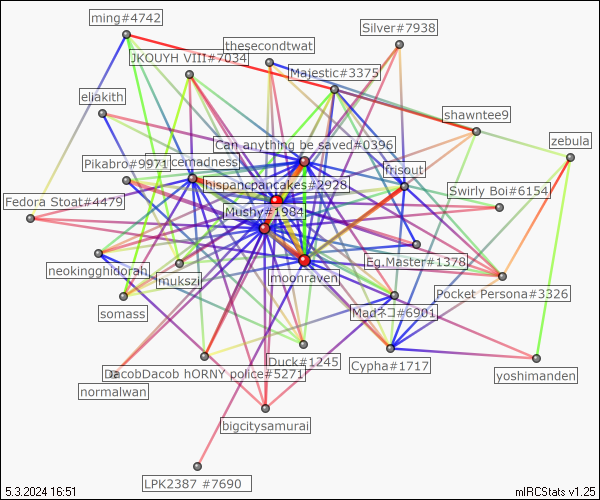 ming#4742
Silver#7938
thesecondtwat
JKOUYH VIII#7034
Majestic#3375
eliakith
shawntee9
zebula
Can anything be saved#0396
Pikabro#9971
cernadness
frisout
hispancpancakes#2928
Swirly Boi#6154
Fedora Stoat#4479
Mushy#1984
Eg.Master#1378
neokingghidorah
mukszi
moonraven
Pocket Persona#3326
somass
Madネコ#6901
Duck#1245
Cypha#1717
DacobDacob hORNY police#5271
yoshimanden
normalwan
bigcitysamurai
LPK2387 #7690
5.3.2024 16:51
mIRCStats v1.25